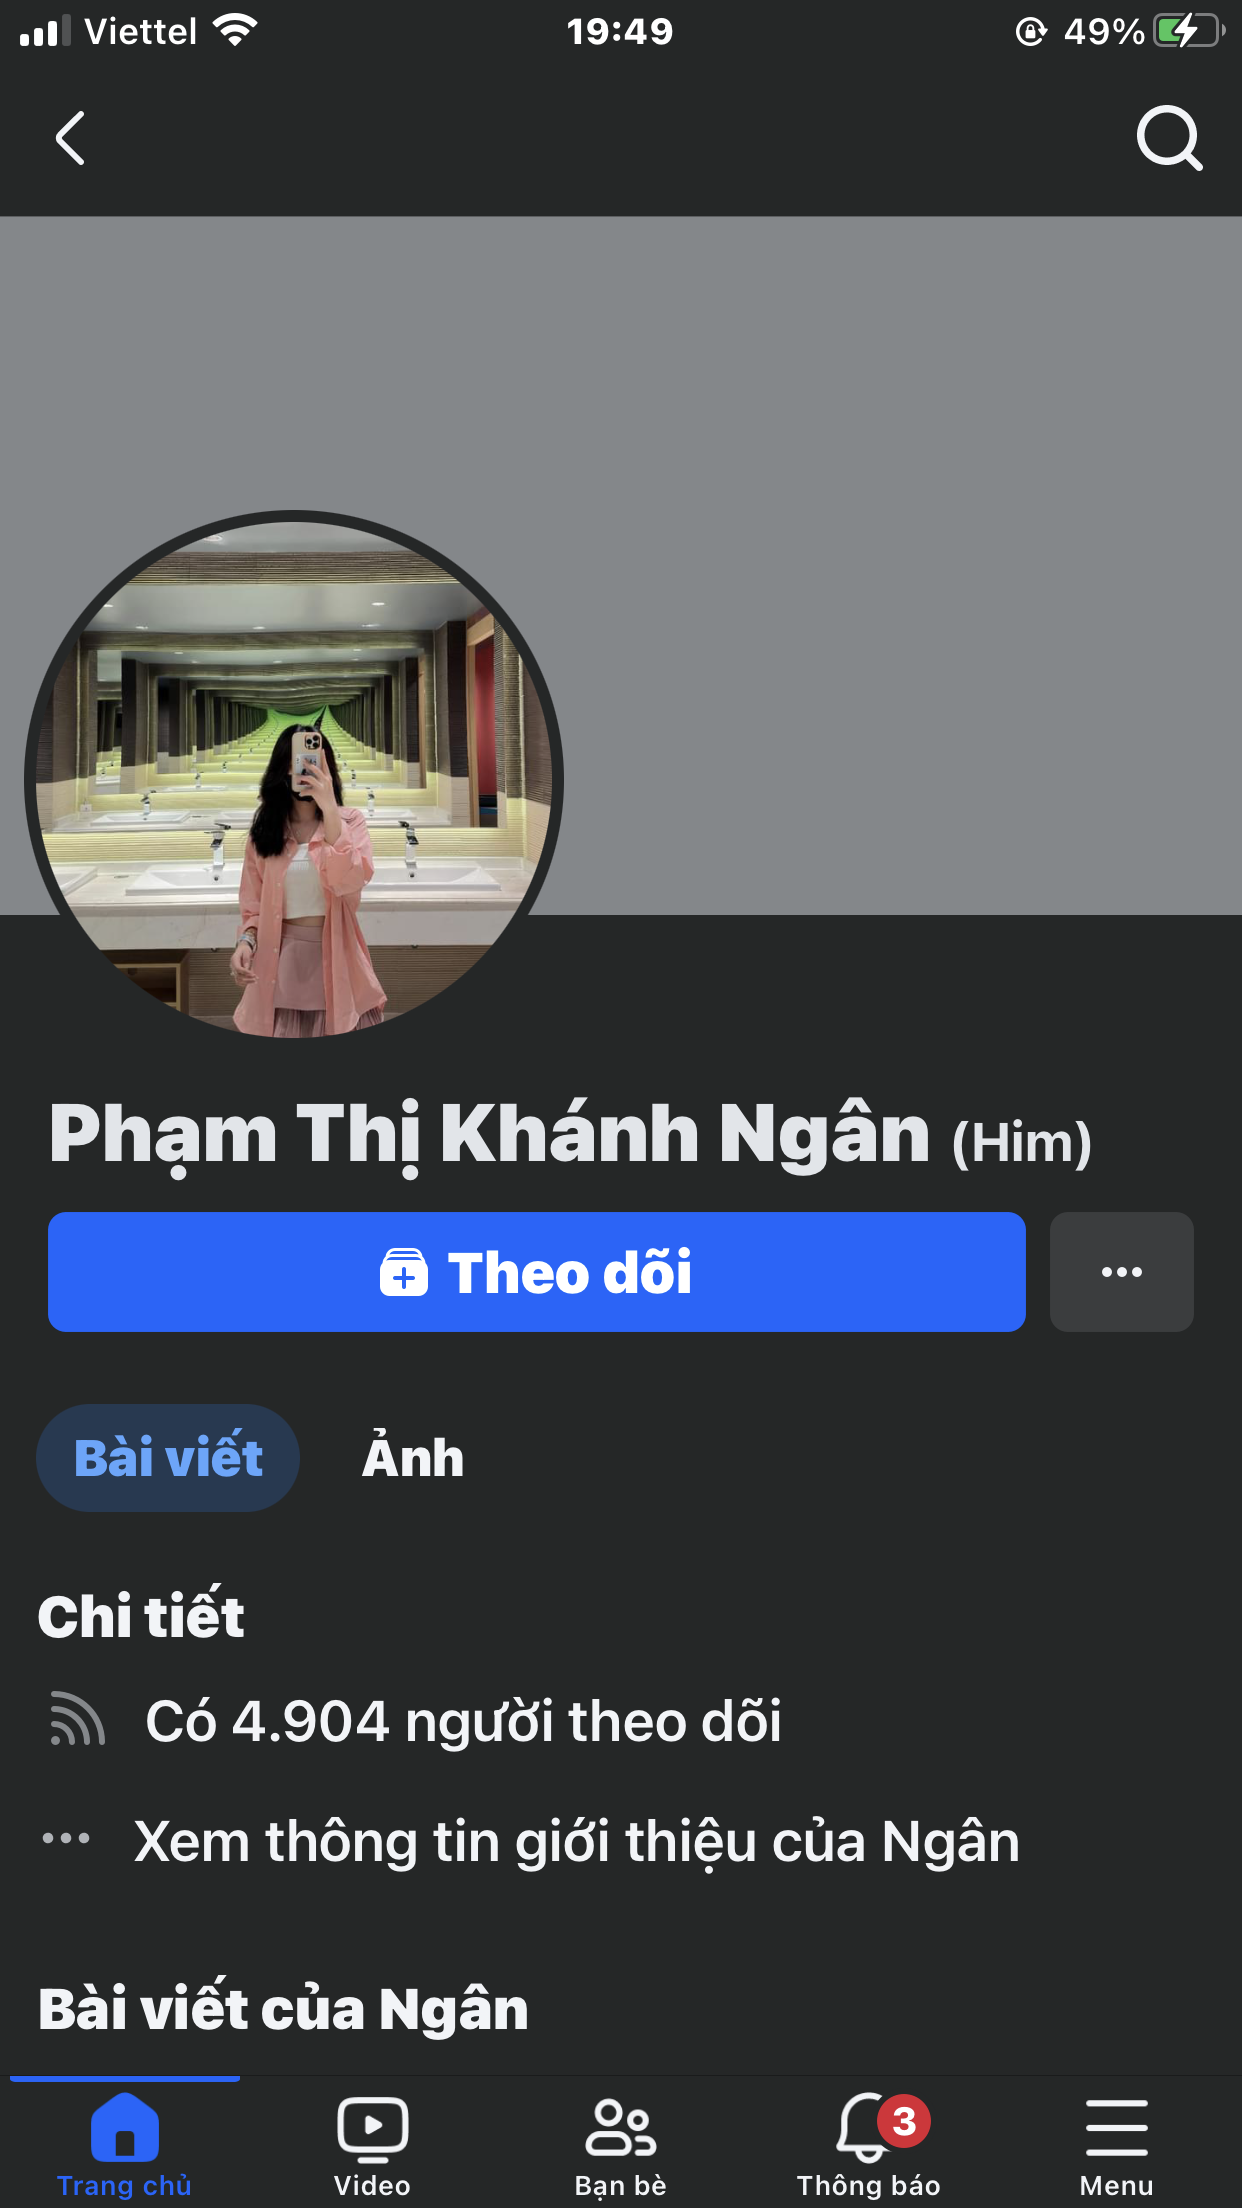 Viettel 19:49 49%
Phạm Thị Khánh Ngân (Him)
Theo dõi
Bài viết Ảnh
Chi tiết
Có 4.904 người theo dõi
Xem thông tin giới thiệu của Ngân
Bài viết của Ngân
3
Trang chủ Video Bạn bè Thông báo Menu